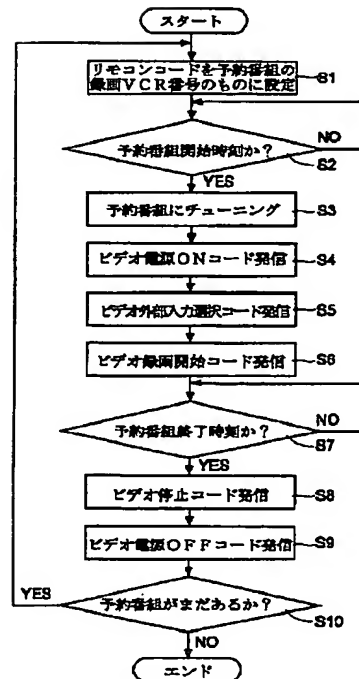 スタート
リモコンコードを予約番組の
録画VCR番号のものに設定
S1
予約番組開始時刻か?
NO
S2
YES
予約番組にチューニング
S3
ビデオ電源ONコード発信
S4
ビデオ外部入力選択コード発信
S5
ビデオ録画開始コード発信
S6
予約番組終了時刻か?
NO
S7
YES
ビデオ停止コード発信
S8
ビデオ電源OFFコード発信
S9
YES
予約番組がまだあるか?
S10
NO
エンド